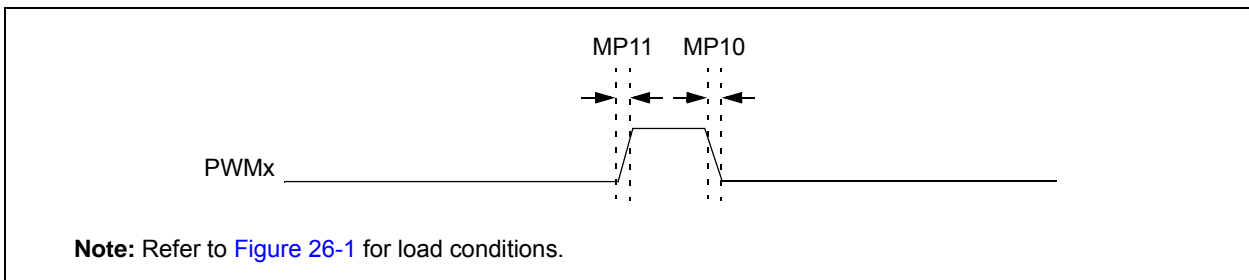 MP11 MP10
PWMx
Note: Refer to Figure 26-1 for load conditions.